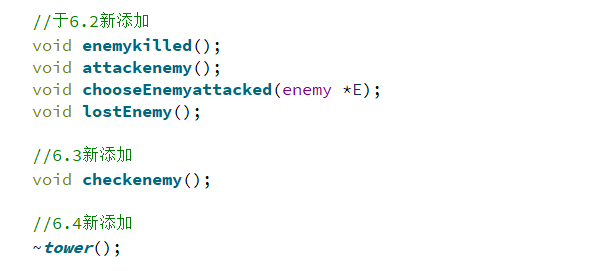 //于6.2新添加
void enemykilled();
void attackenemy();
void chooseEnemyattacked(enemy *E);
void lostEnemy();
//6.3新添加
void checkenemy();
//6.4新添加
~tower();